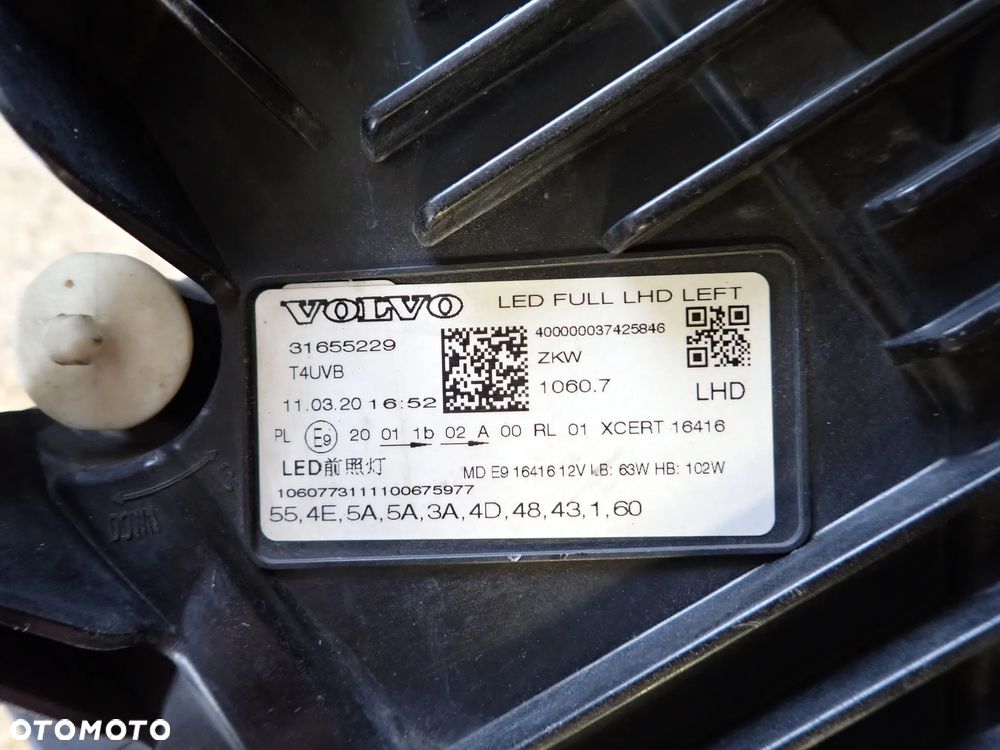 VOLVO LED FULL LHD LEFT
31655229 400000037425846
T4UVB ZKW
1060.7
11.03.20 16:52 LHD
PL E9 20 01 1b 02 A 00 RL 01 XCERT 16416
LED前照灯 MD E9 16416 12V LB: 63W HB: 102W
1060773111100675977
55,4E,5A,5A,3A,4D,48,43,1,60
DOWN
OTOMOTO